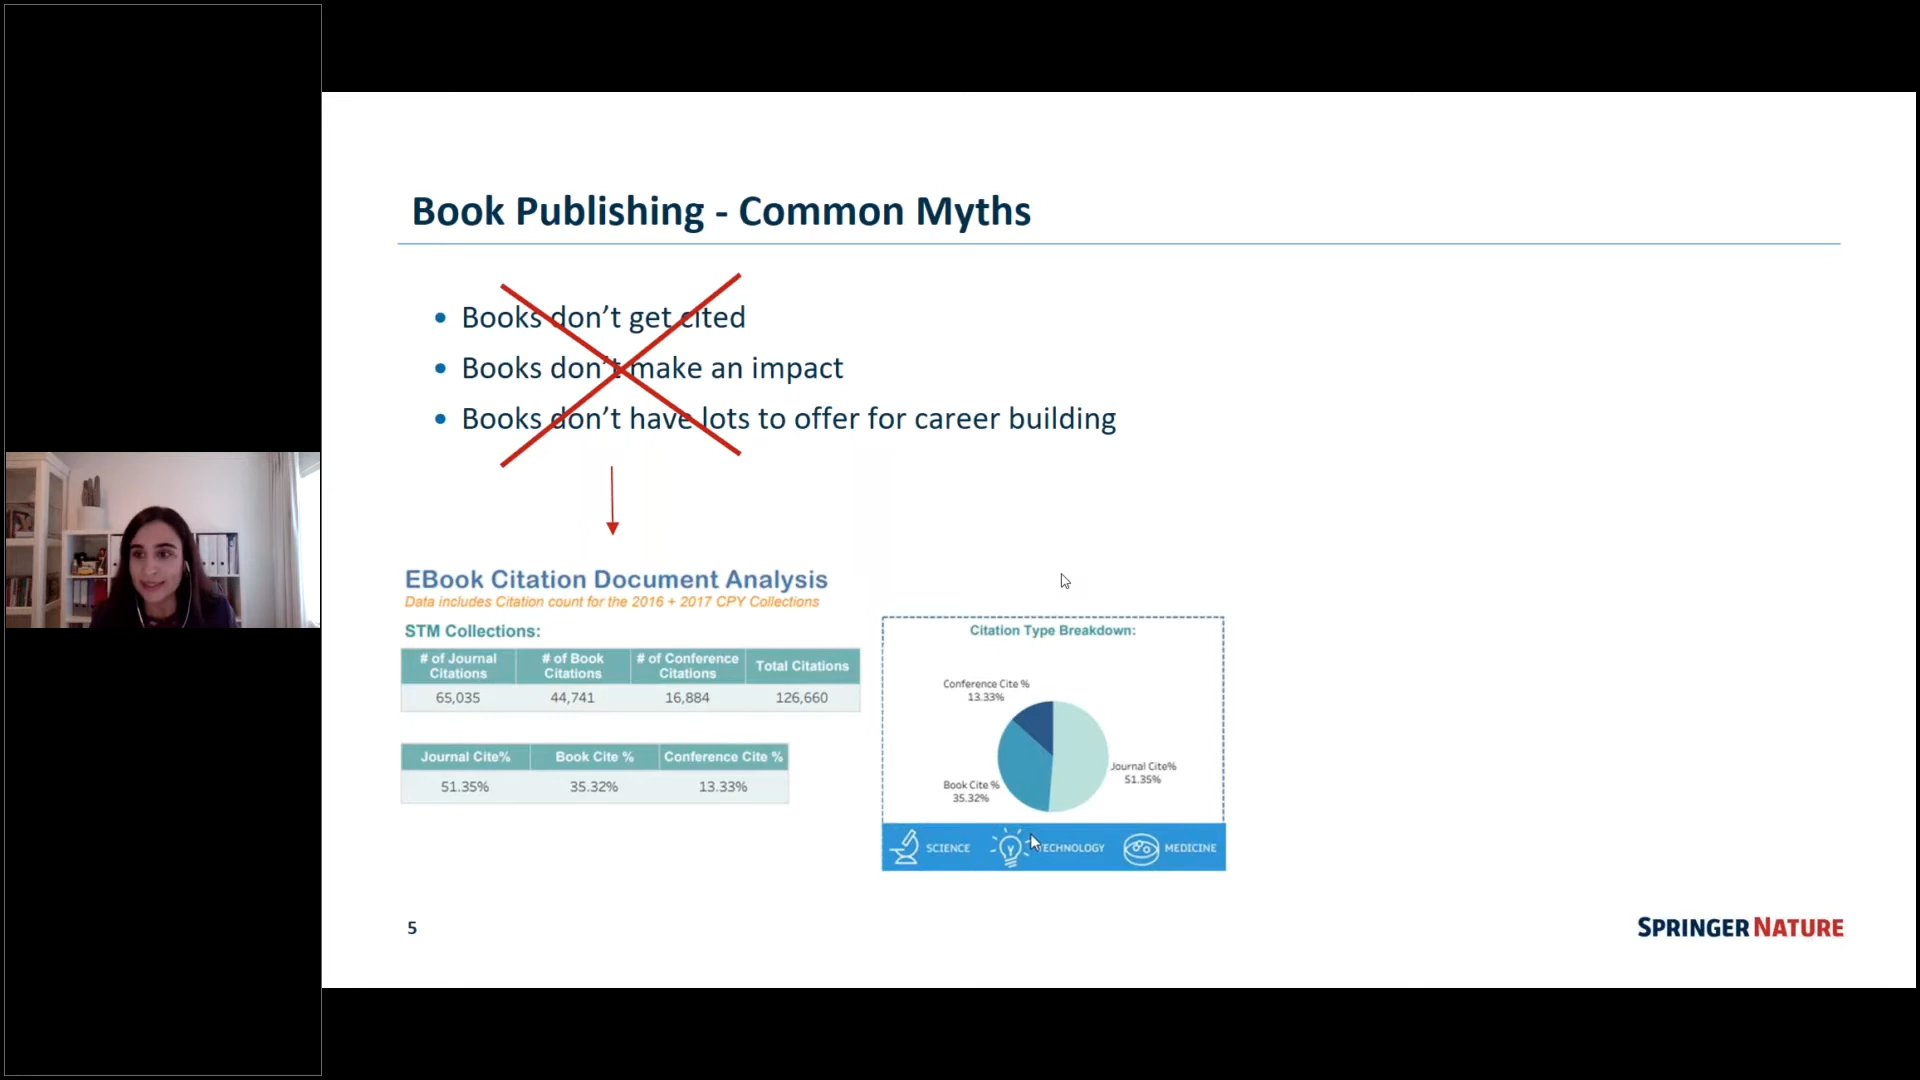 Book Publishing - Common Myths
• Books don’t get cited
• Books don’t make an impact
• Books don’t have lots to offer for career building
EBook Citation Document Analysis
Data includes Citation count for the 2016 + 2017 CPY Collections
STM Collections:
# of Journal Citations # of Book Citations # of Conference Citations Total Citations
65,035 44,741 16,884 126,660
Journal Cite% Book Cite % Conference Cite %
51.35% 35.32% 13.33%
Citation Type Breakdown:
Conference Cite %
13.33%
Journal Cite%
51.35%
Book Cite %
35.32%
SCIENCE TECHNOLOGY MEDICINE
5
SPRINGER NATURE